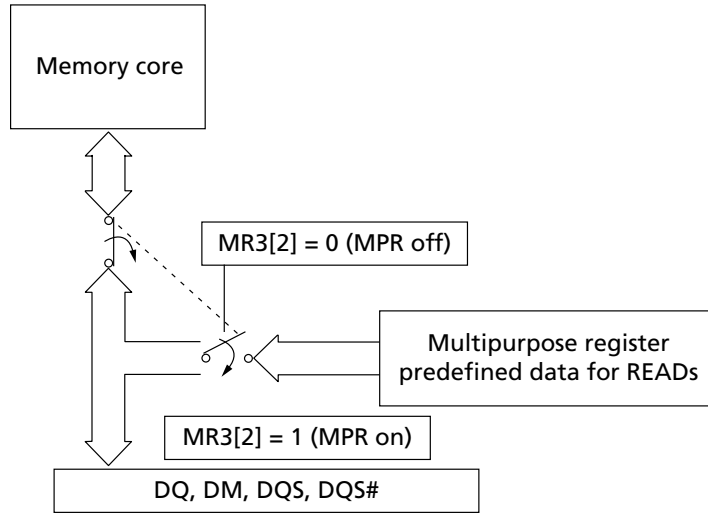 Memory core
MR3[2] = 0 (MPR off)
Multipurpose register
predefined data for READs
MR3[2] = 1 (MPR on)
DQ, DM, DQS, DQS#